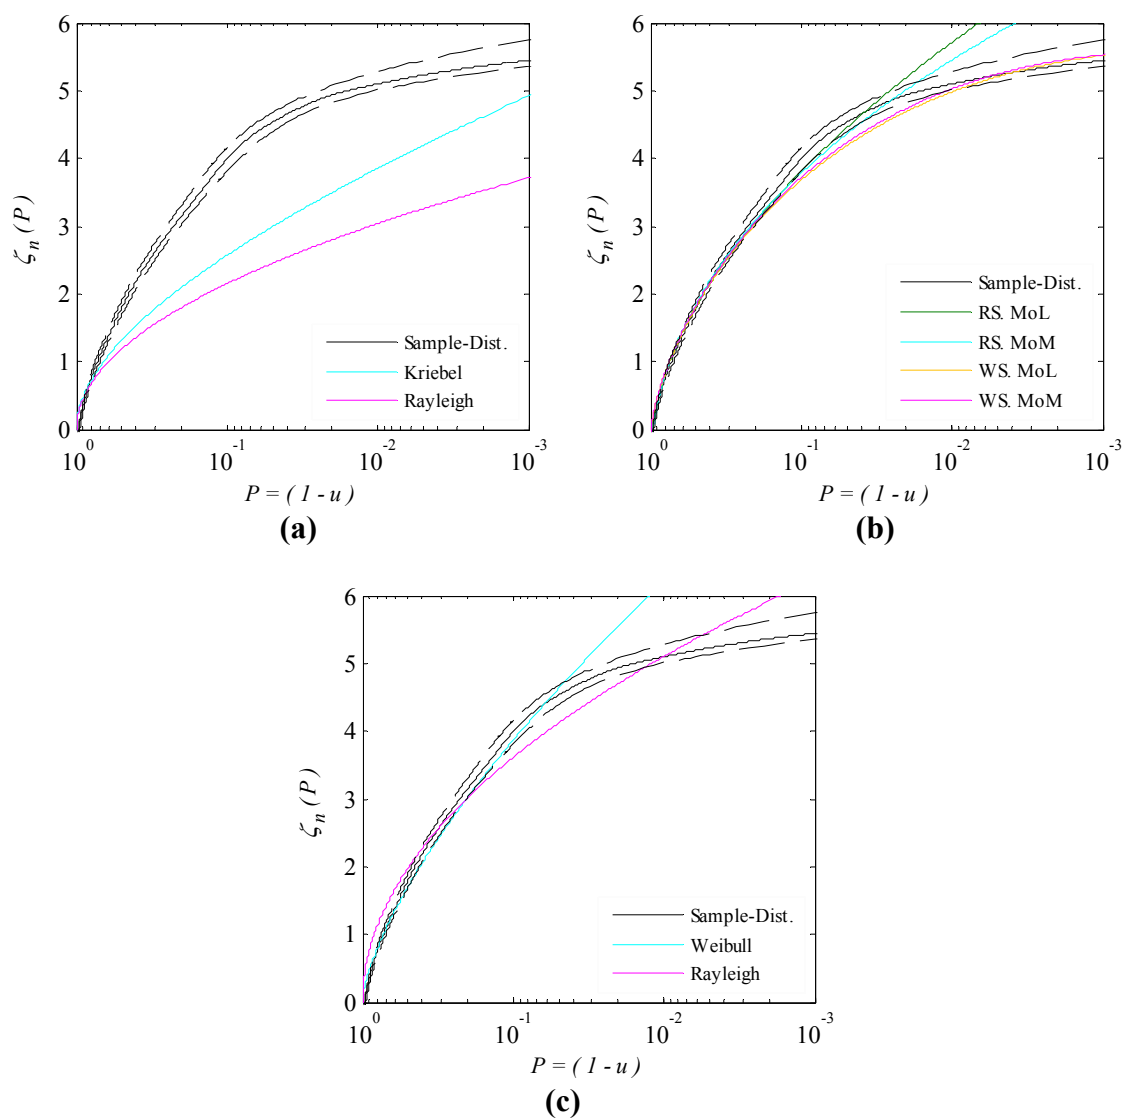 6
5
4
3
2
1
0
ζn (P)
Sample-Dist.
Kriebel
Rayleigh
10^0 10^-1 10^-2 10^-3
P = ( 1 - u )
(a)
6
5
4
3
2
1
0
ζn (P)
Sample-Dist.
RS. MoL
RS. MoM
WS. MoL
WS. MoM
10^0 10^-1 10^-2 10^-3
P = ( 1 - u )
(b)
6
5
4
3
2
1
0
ζn (P)
Sample-Dist.
Weibull
Rayleigh
10^0 10^-1 10^-2 10^-3
P = ( 1 - u )
(c)